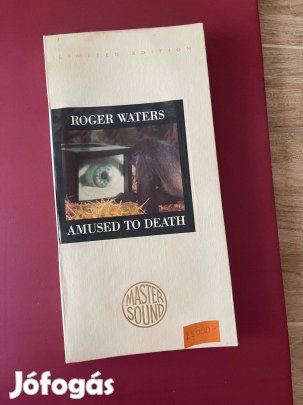 LIMITED EDITION
ROGER WATERS
AMUSED TO DEATH
MASTER
SOUND
Jófogás